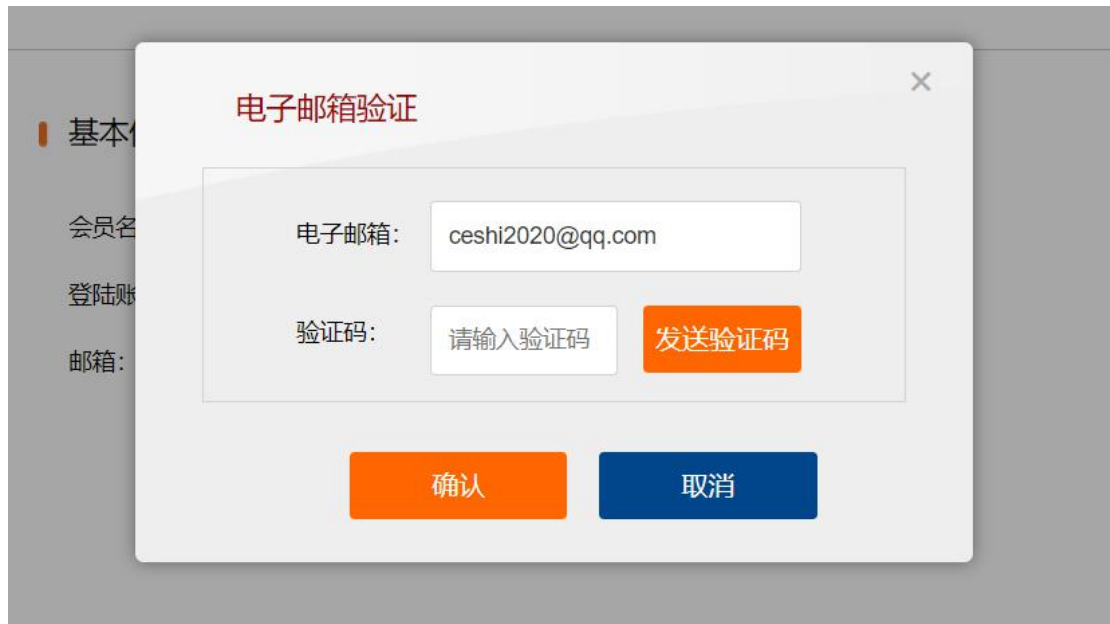 电子邮箱验证
×
基本
会员名
电子邮箱：
ceshi2020@qq.com
登陆账
验证码：
请输入验证码
发送验证码
邮箱：
确认
取消